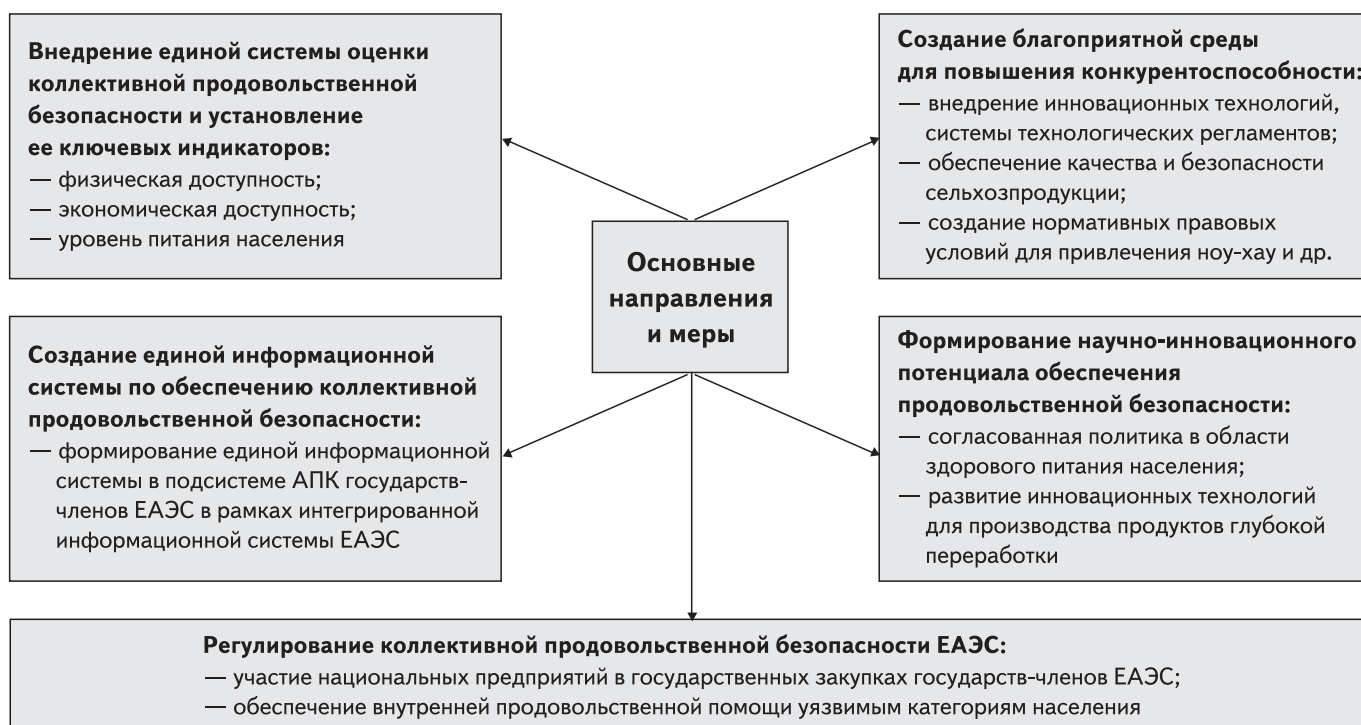 Внедрение единой системы оценки
коллективной продовольственной
безопасности и установление
ее ключевых индикаторов:
— физическая доступность;
— экономическая доступность;
— уровень питания населения
Создание благоприятной среды
для повышения конкурентоспособности:
— внедрение инновационных технологий,
системы технологических регламентов;
— обеспечение качества и безопасности
сельхозпродукции;
— создание нормативных правовых
условий для привлечения ноу-хау и др.
Основные
направления
и меры
Создание единой информационной
системы по обеспечению коллективной
продовольственной безопасности:
— формирование единой информационной
системы в подсистеме АПК государств-
членов ЕАЭС в рамках интегрированной
информационной системы ЕАЭС
Формирование научно-инновационного
потенциала обеспечения
продовольственной безопасности:
— согласованная политика в области
здорового питания населения;
— развитие инновационных технологий
для производства продуктов глубокой
переработки
Регулирование коллективной продовольственной безопасности ЕАЭС:
— участие национальных предприятий в государственных закупках государств-членов ЕАЭС;
— обеспечение внутренней продовольственной помощи уязвимым категориям населения